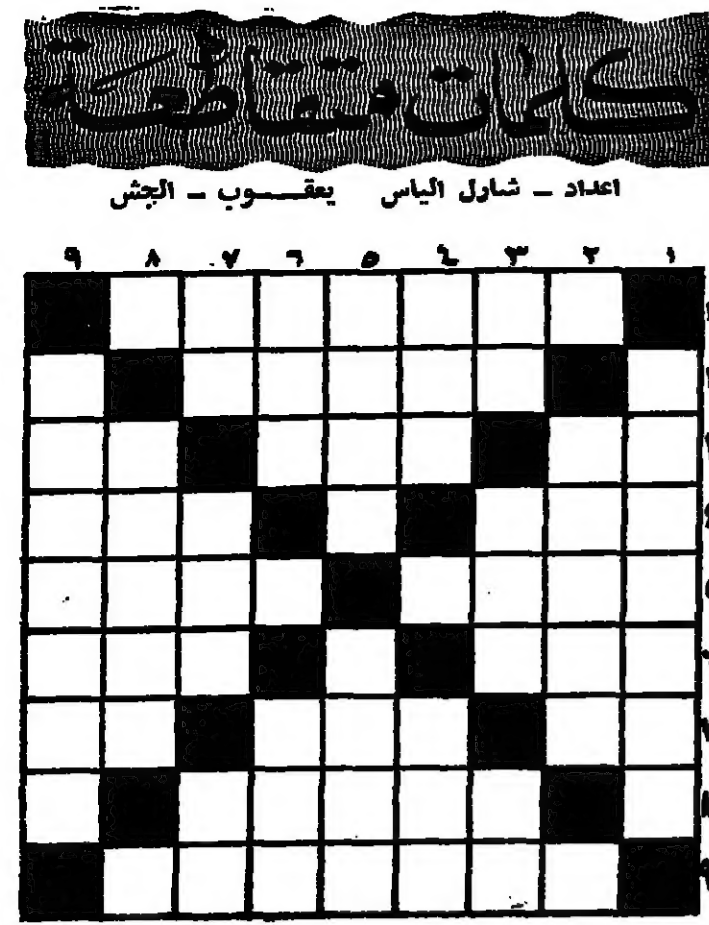 كلمات متقاطعة
اعداد - شارل الياس يعقوب - الجش
١ ٢ ٣ ٤ ٥ ٦ ٧ ٨ ٩